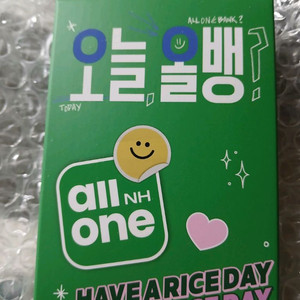 ALL ONE BANK?
오늘, 올뱅?
TODAY
all NH
one
HAVE A RICE DAY